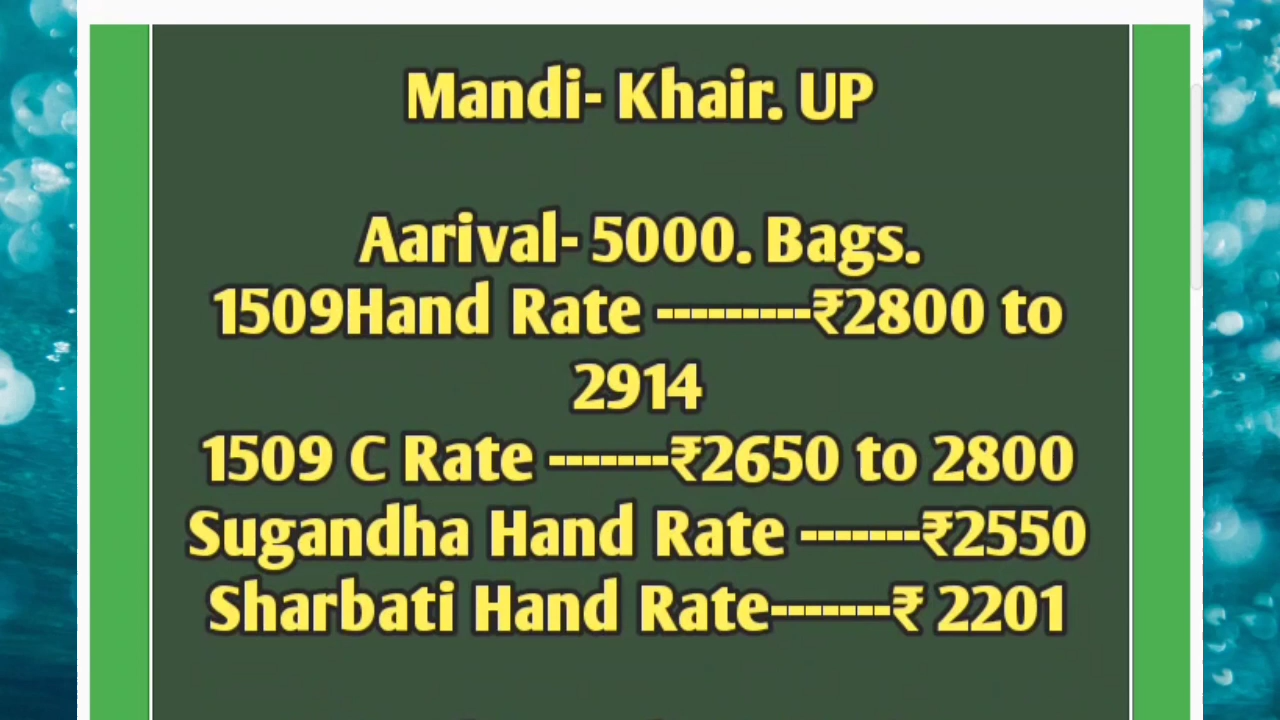 Mandi- Khair. UP
Aarival- 5000. Bags.
1509Hand Rate ---------₹2800 to
2914
1509 C Rate -------₹2650 to 2800
Sugandha Hand Rate -------₹2550
Sharbati Hand Rate-------₹ 2201